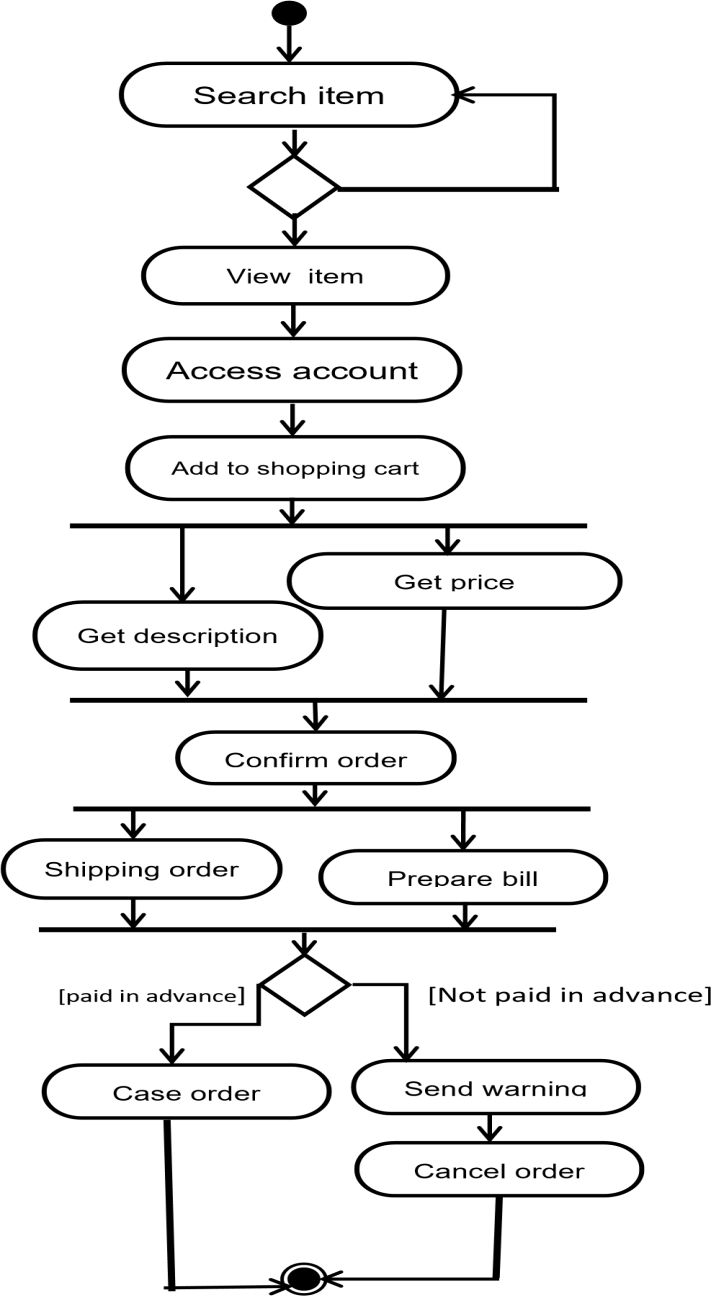 Search item
View item
Access account
Add to shopping cart
Get price
Get description
Confirm order
Shipping order
Prepare bill
[paid in advance]
[Not paid in advance]
Case order
Send warning
Cancel order